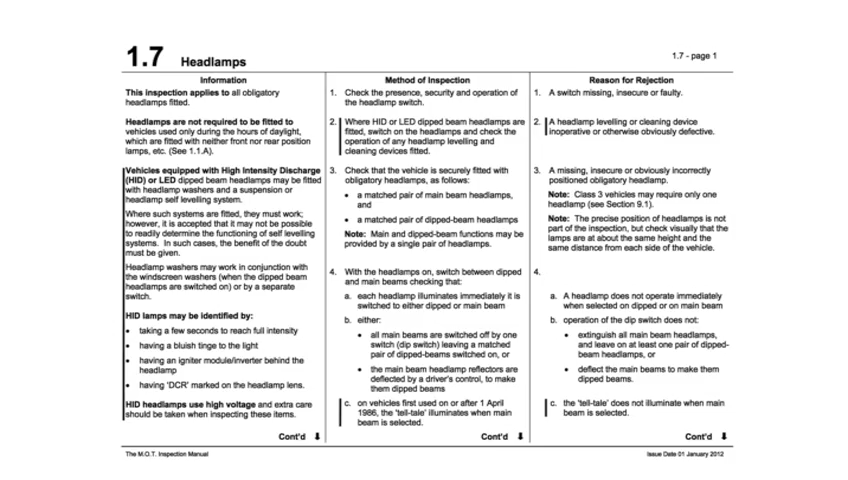 1.7 Headlamps
1.7 - page 1
Information
This inspection applies to all obligatory
headlamps fitted.
Headlamps are not required to be fitted to
vehicles used only during the hours of daylight,
which are fitted with neither front nor rear position
lamps, etc. (See 1.1.A).
Vehicles equipped with High Intensity Discharge
(HID) or LED dipped beam headlamps may be fitted
with headlamp washers and a suspension or
headlamp self levelling system.
Where such systems are fitted, they must work;
however, it is accepted that it may not be possible
to readily determine the functioning of self levelling
systems. In such cases, the benefit of the doubt
must be given.
Headlamp washers may work in conjunction with
the windscreen washers (when the dipped beam
headlamps are switched on) or by a separate
switch.
HID lamps may be identified by:
• taking a few seconds to reach full intensity
• having a bluish tinge to the light
• having an igniter module/inverter behind the
headlamp
• having 'DCR' marked on the headlamp lens.
HID headlamps use high voltage and extra care
should be taken when inspecting these items.
Cont'd ⬇
Method of Inspection
1. Check the presence, security and operation of
the headlamp switch.
2. Where HID or LED dipped beam headlamps are
fitted, switch on the headlamps and check the
operation of any headlamp levelling and
cleaning devices fitted.
3. Check that the vehicle is securely fitted with
obligatory headlamps, as follows:
• a matched pair of main beam headlamps,
and
• a matched pair of dipped-beam headlamps
Note: Main and dipped-beam functions may be
provided by a single pair of headlamps.
4. With the headlamps on, switch between dipped
and main beams checking that:
a. each headlamp illuminates immediately it is
switched to either dipped or main beam
b. either:
• all main beams are switched off by one
switch (dip switch) leaving a matched
pair of dipped-beams switched on, or
• the main beam headlamp reflectors are
deflected by a driver's control, to make
them dipped beams
c. on vehicles first used on or after 1 April
1986, the 'tell-tale' illuminates when main
beam is selected.
Cont'd ⬇
Reason for Rejection
1. A switch missing, insecure or faulty.
2. A headlamp levelling or cleaning device
inoperative or otherwise obviously defective.
3. A missing, insecure or obviously incorrectly
positioned obligatory headlamp.
Note: Class 3 vehicles may require only one
headlamp (see Section 9.1).
Note: The precise position of headlamps is not
part of the inspection, but check visually that the
lamps are at about the same height and the
same distance from each side of the vehicle.
4.
a. A headlamp does not operate immediately
when selected on dipped or on main beam
b. operation of the dip switch does not:
• extinguish all main beam headlamps,
and leave on at least one pair of dipped-
beam headlamps, or
• deflect the main beams to make them
dipped beams.
c. the 'tell-tale' does not illuminate when main
beam is selected.
Cont'd ⬇
The M.O.T. Inspection Manual
Issue Date 01 January 2012